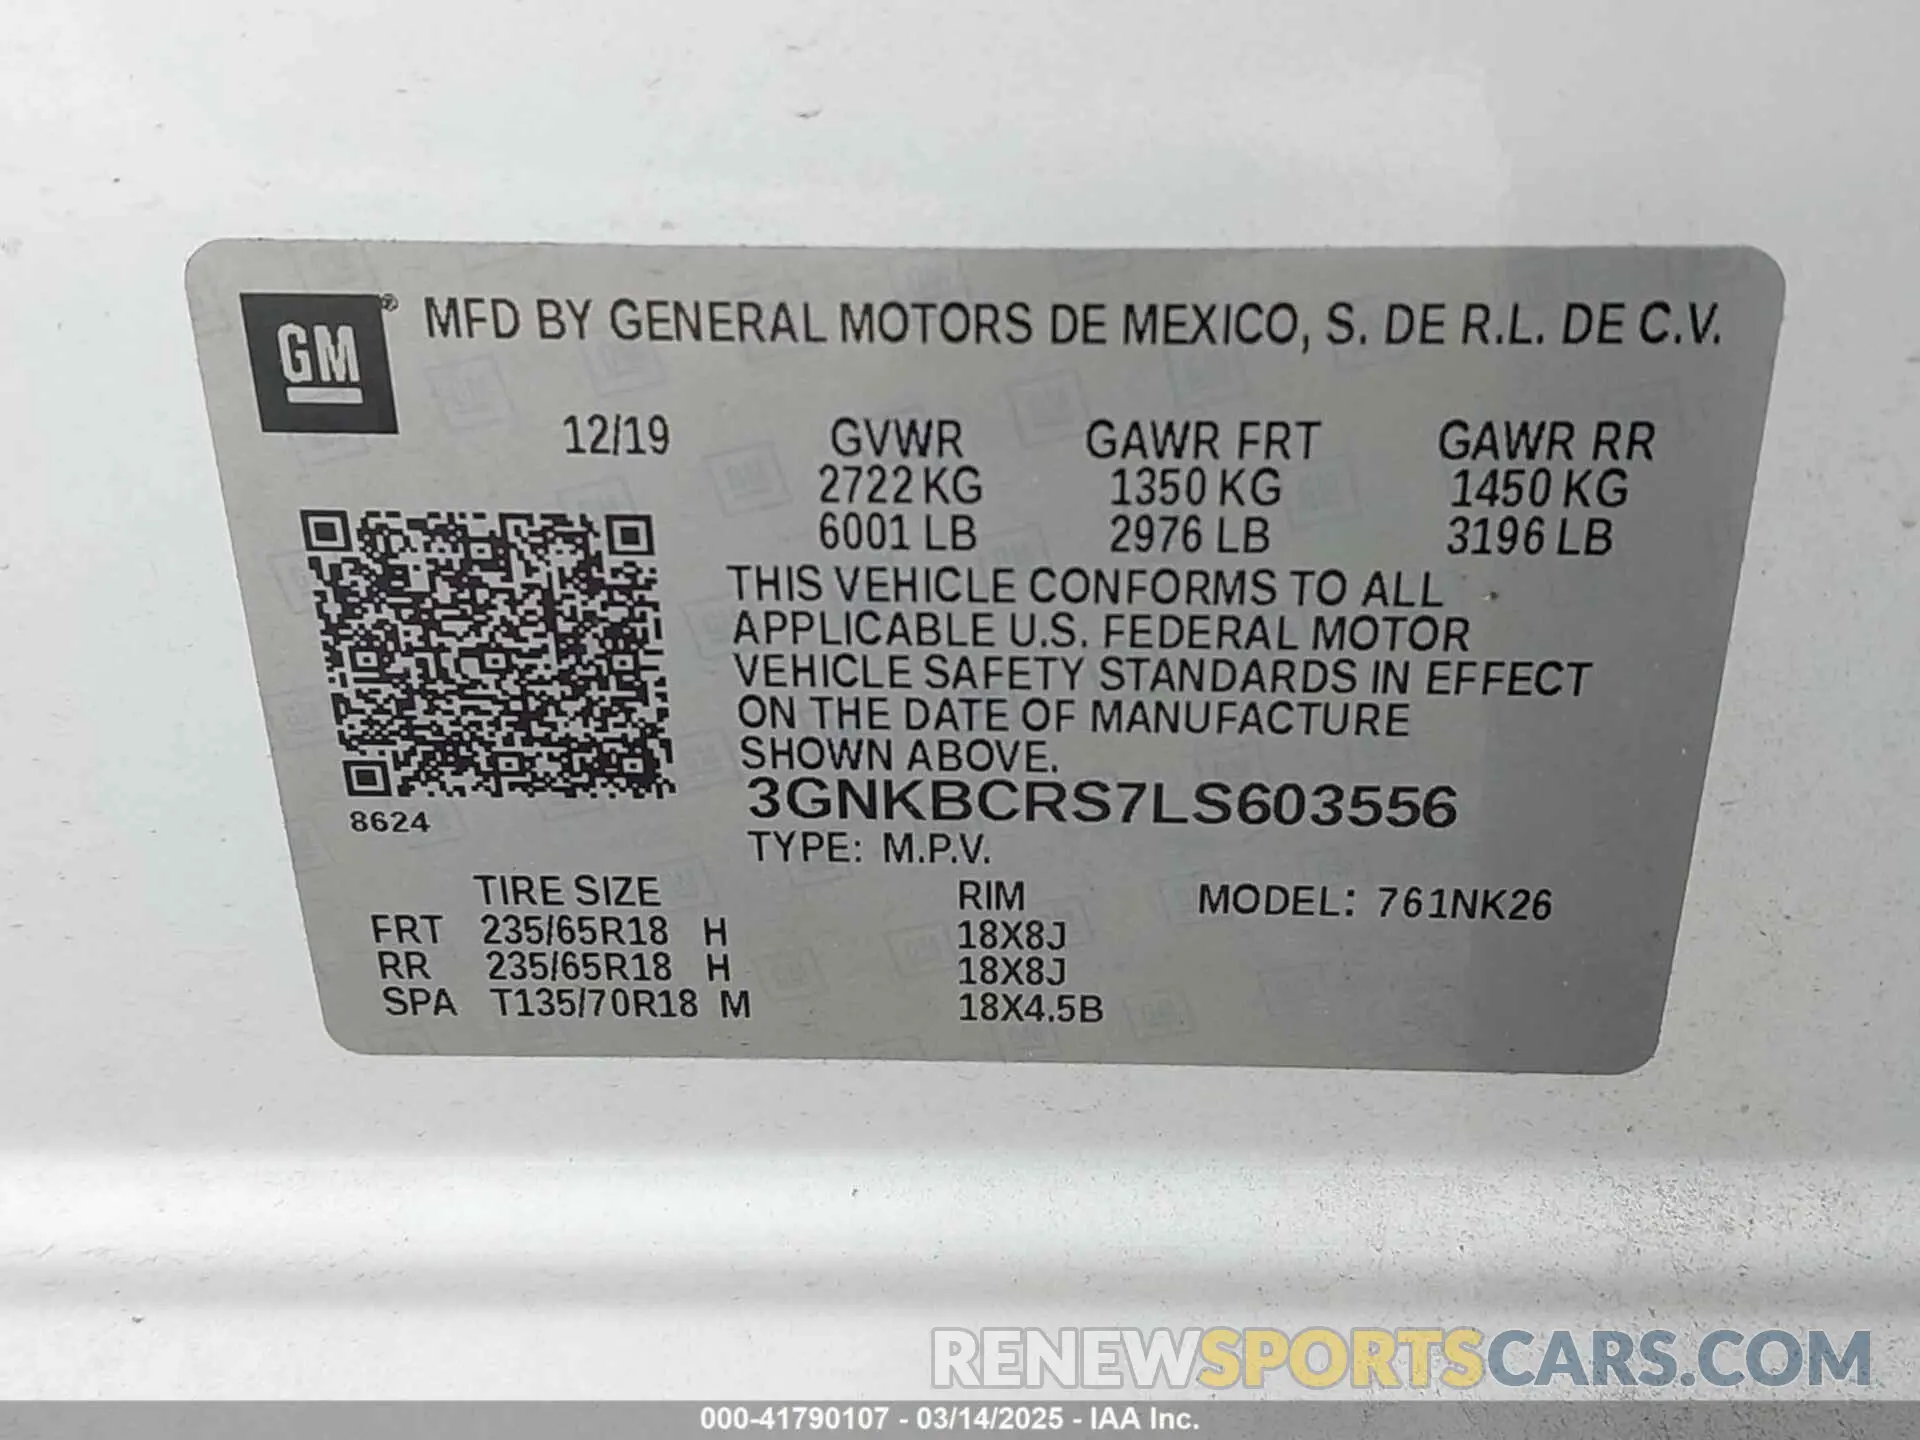 GM® MFD BY GENERAL MOTORS DE MEXICO, S. DE R.L. DE C.V.
12/19 GVWR GAWR FRT GAWR RR
2722 KG 1350 KG 1450 KG
6001 LB 2976 LB 3196 LB
THIS VEHICLE CONFORMS TO ALL
APPLICABLE U.S. FEDERAL MOTOR
VEHICLE SAFETY STANDARDS IN EFFECT
ON THE DATE OF MANUFACTURE
SHOWN ABOVE.
3GNKBCRS7LS603556
8624
TYPE: M.P.V.
TIRE SIZE RIM MODEL: 761NK26
FRT 235/65R18 H 18X8J
RR 235/65R18 H 18X8J
SPA T135/70R18 M 18X4.5B
RENEWSPORTSCARS.COM
000-41790107 - 03/14/2025 - IAA Inc.